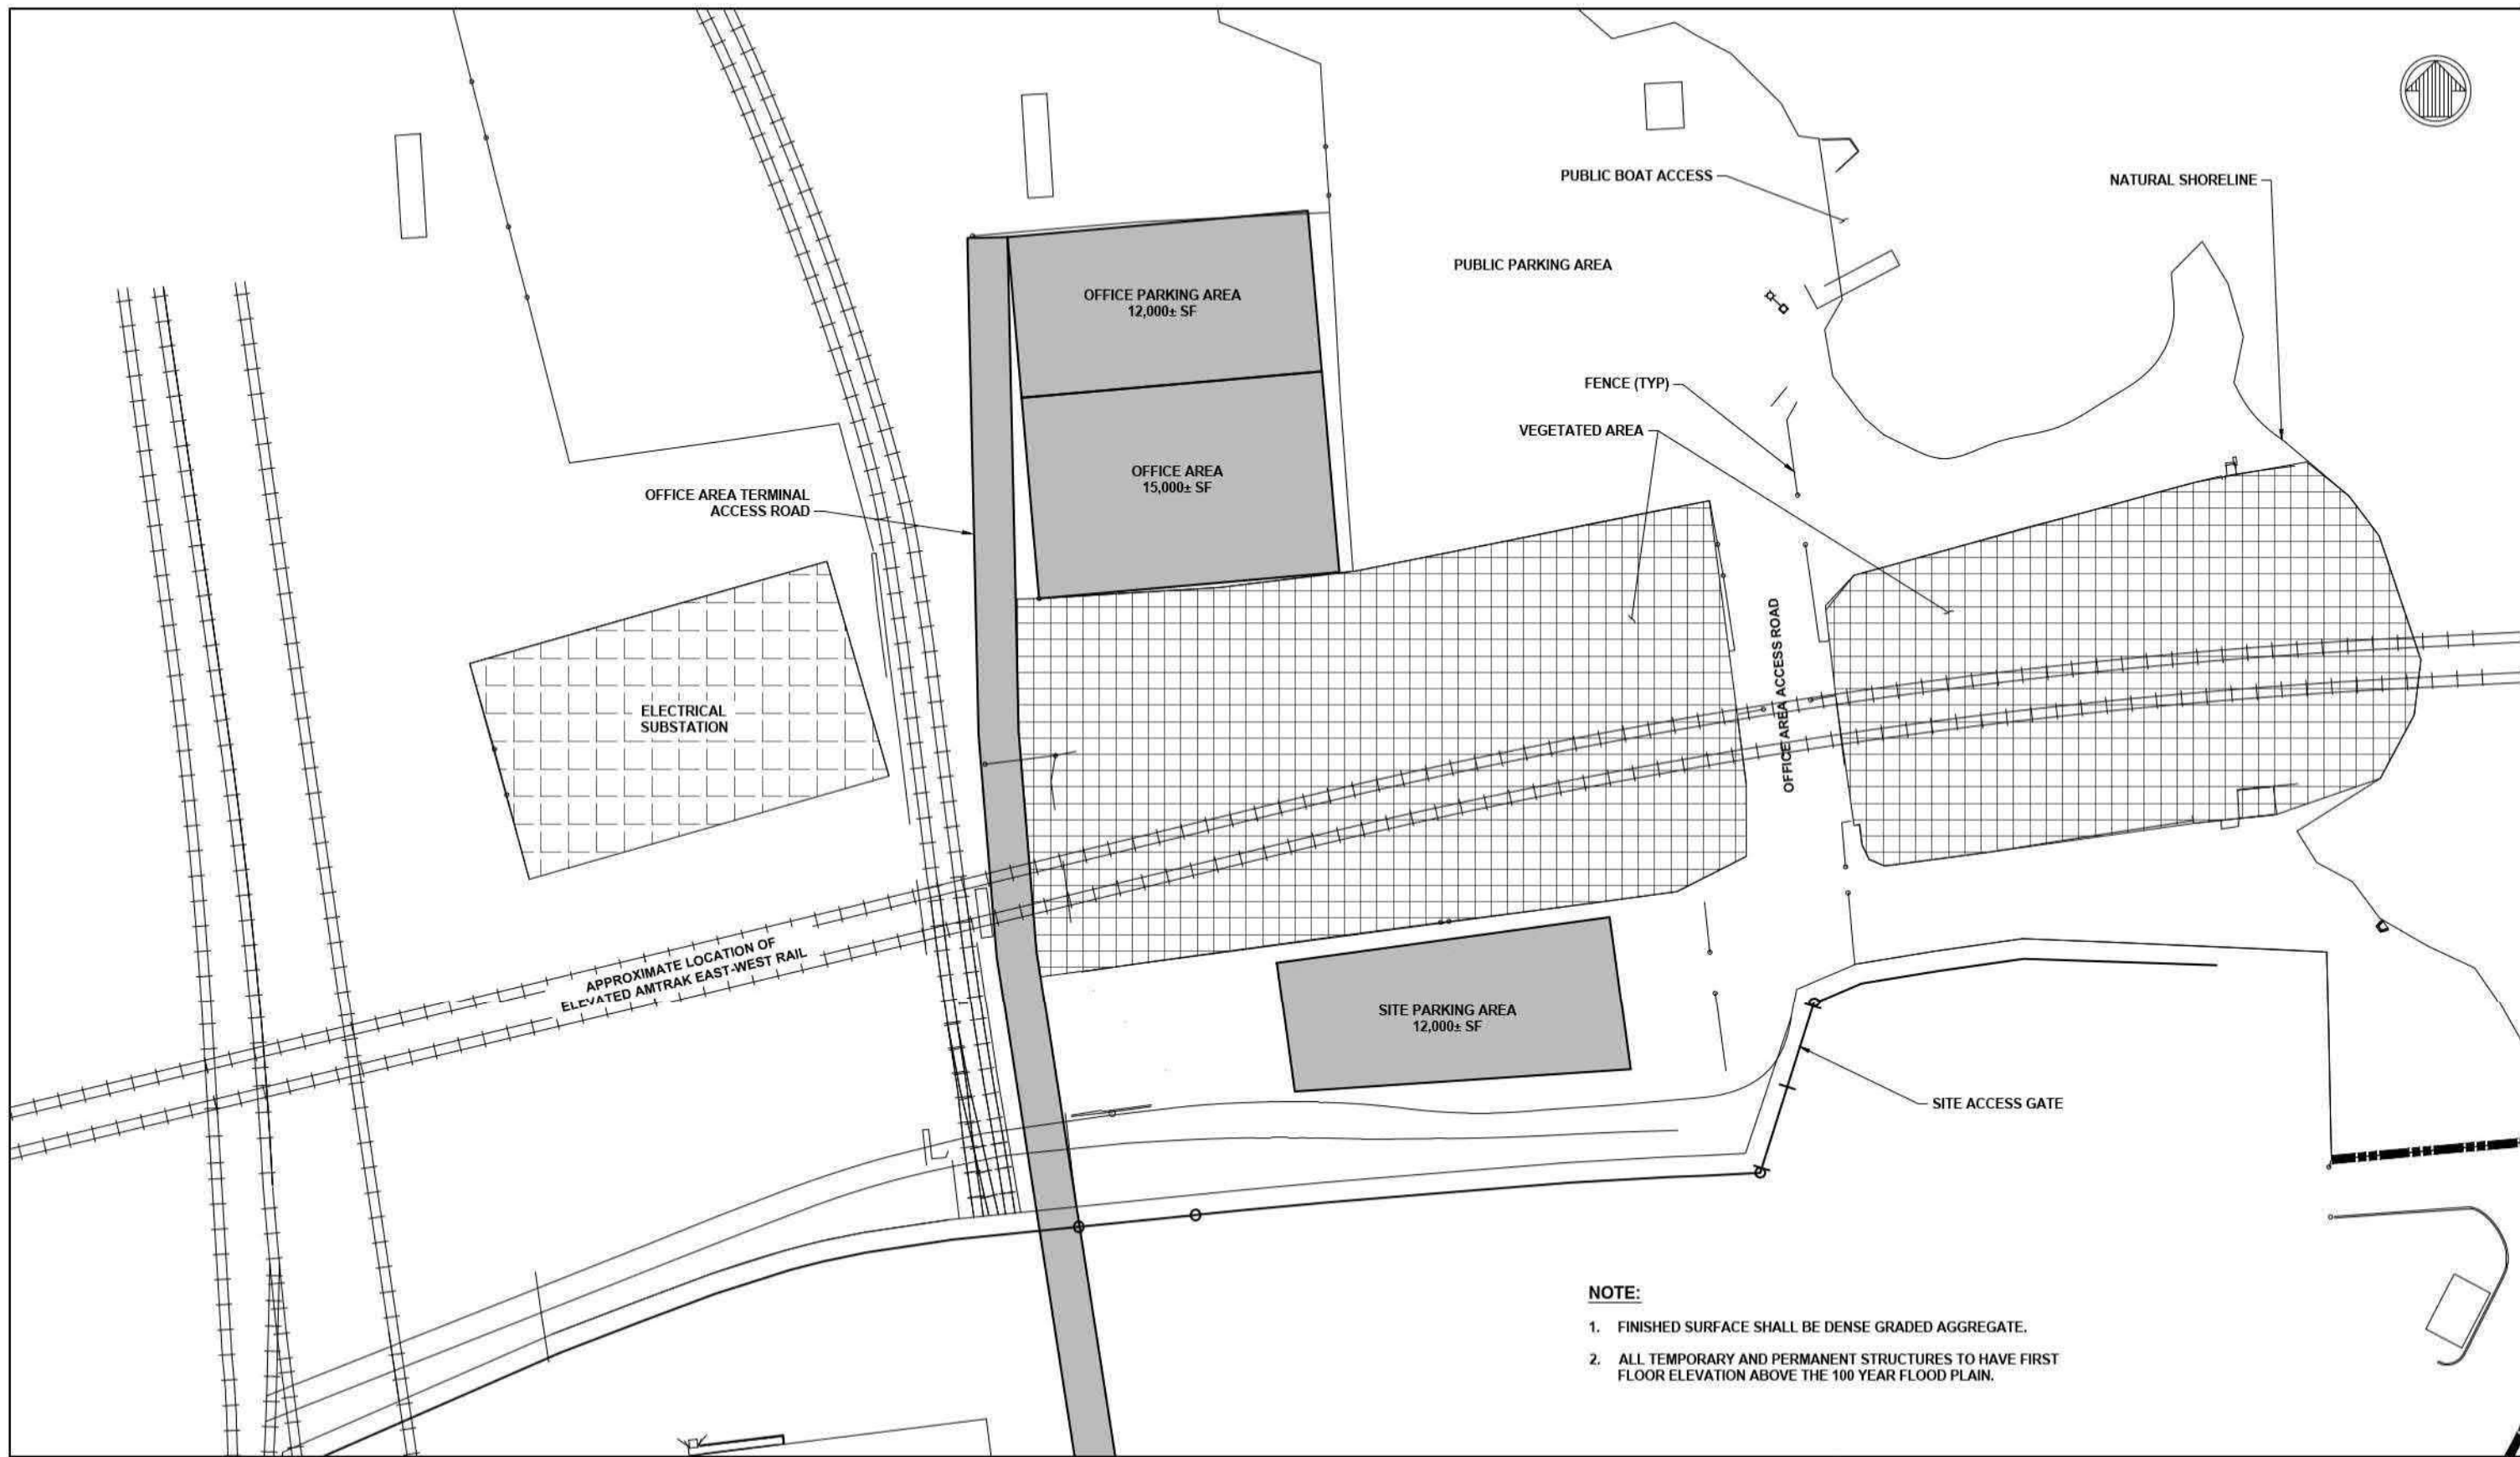 PUBLIC BOAT ACCESS
NATURAL SHORELINE
PUBLIC PARKING AREA
OFFICE PARKING AREA
12,000± SF
FENCE (TYP)
VEGETATED AREA
OFFICE AREA
15,000± SF
OFFICE AREA TERMINAL
ACCESS ROAD
OFFICE AREA ACCESS ROAD
ELECTRICAL
SUBSTATION
APPROXIMATE LOCATION OF
ELEVATED AMTRAK EAST-WEST RAIL
SITE PARKING AREA
12,000± SF
SITE ACCESS GATE
NOTE:
1. FINISHED SURFACE SHALL BE DENSE GRADED AGGREGATE.
2. ALL TEMPORARY AND PERMANENT STRUCTURES TO HAVE FIRST
FLOOR ELEVATION ABOVE THE 100 YEAR FLOOD PLAIN.